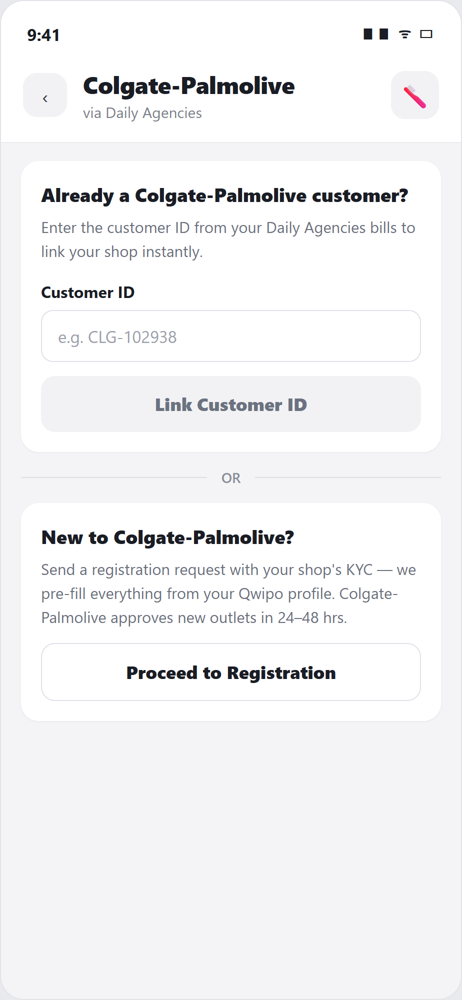 9:41
‹
Colgate-Palmolive
via Daily Agencies
Already a Colgate-Palmolive customer?
Enter the customer ID from your Daily Agencies bills to
link your shop instantly.
Customer ID
e.g. CLG-102938
Link Customer ID
OR
New to Colgate-Palmolive?
Send a registration request with your shop's KYC — we
pre-fill everything from your Qwipo profile. Colgate-
Palmolive approves new outlets in 24–48 hrs.
Proceed to Registration